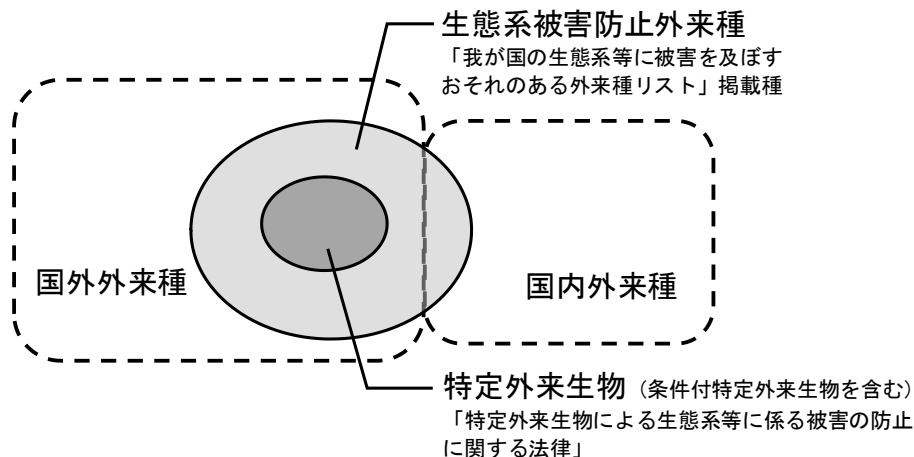 生態系被害防止外来種
「我が国の生態系等に被害を及ぼす
おそれのある外来種リスト」掲載種
国外外来種
国内外来種
特定外来生物（条件付特定外来生物を含む）
「特定外来生物による生態系等に係る被害の防止
に関する法律」